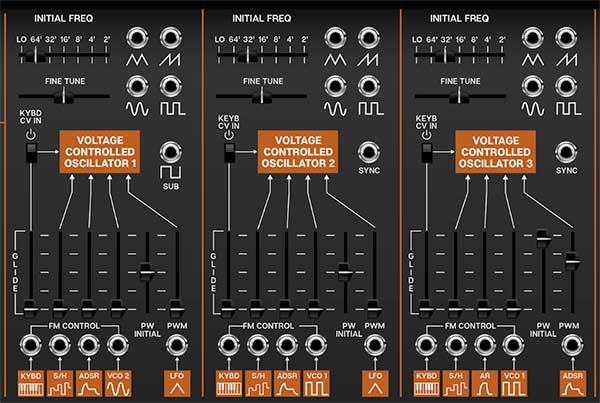 INITIAL FREQ
LO 64' 32' 16' 8' 4' 2'
FINE TUNE
KYBD
CV IN
VOLTAGE
CONTROLLED
OSCILLATOR 1
SUB
GLIDE
FM CONTROL
PW
INITIAL
PWM
KYBD
S/H
ADSR
VCO 2
LFO
INITIAL FREQ
LO 64' 32' 16' 8' 4' 2'
FINE TUNE
KEYB
CV IN
VOLTAGE
CONTROLLED
OSCILLATOR 2
SYNC
GLIDE
FM CONTROL
PW
INITIAL
PWM
KYBD
S/H
ADSR
VCO 1
LFO
INITIAL FREQ
LO 64' 32' 16' 8' 4' 2'
FINE TUNE
KEYB
CV IN
VOLTAGE
CONTROLLED
OSCILLATOR 3
SYNC
GLIDE
FM CONTROL
PW
INITIAL
PWM
KYBD
S/H
AR
VCO 1
ADSR